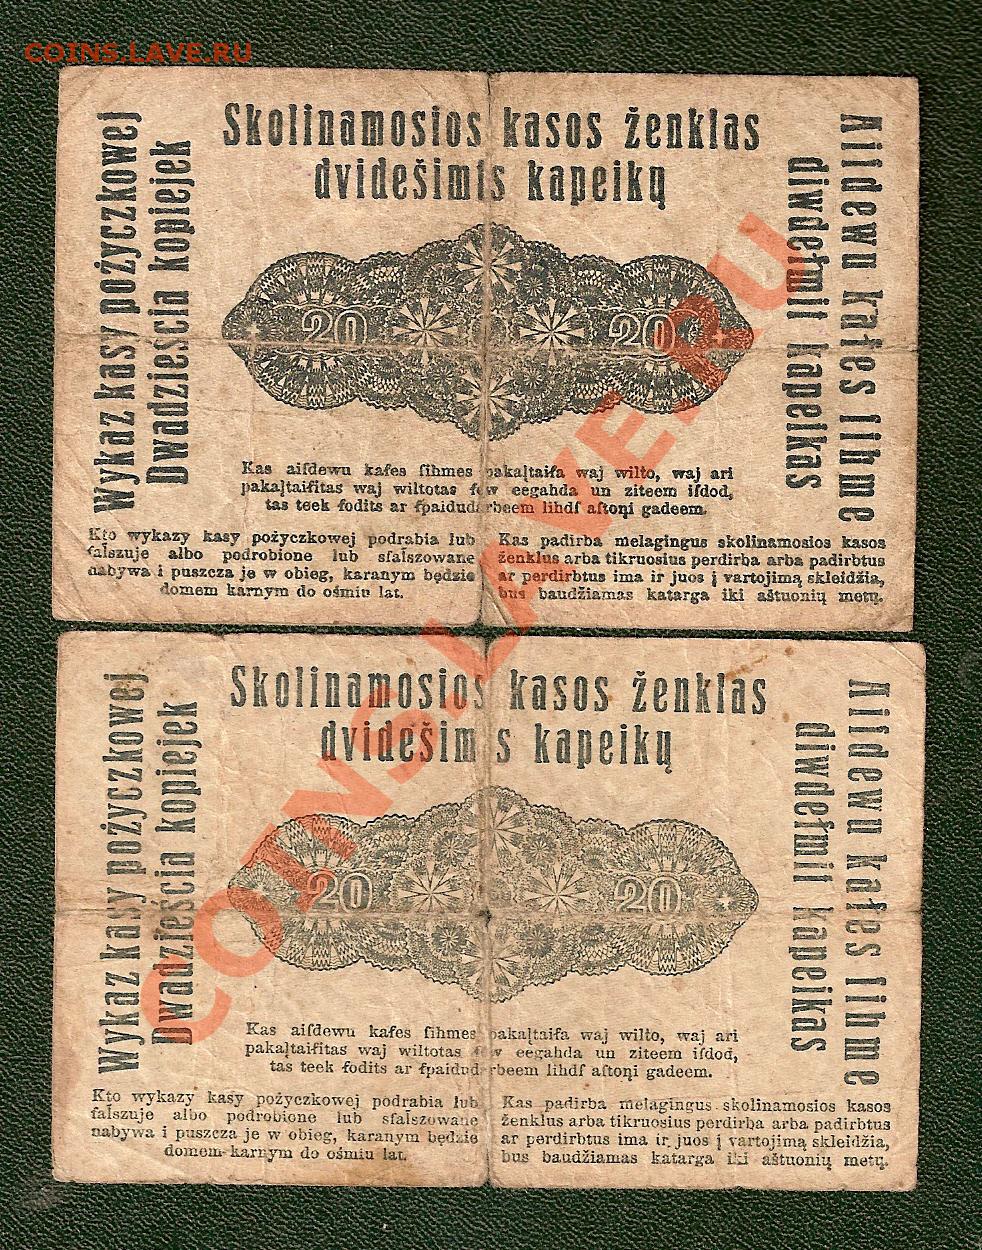 COINS.LAVE.RU
Skolinamosios kasos ženklas
dvidešimts kapeikų
Wykaz kasy pożyczkowej
Dwadzieścia kopiejek
Aiſdewu kaſes ſihme
diwdeſmit kapeikas
20 20
Kas aiſdewu kaſes ſihmes pakaļtaiſa waj wilto, waj ari
pakaļtaiſitas waj wiltotas eegahda un ziteem iſdod,
tas teek ſodits ar ſpaidudarbeem lihdſ aſtoņi gadeem.
Kto wykazy kasy pożyczkowej podrabia lub
fałszuje albo podrobione lub sfałszowane
nabywa i puszcza je w obieg, karanym będzie
domem karnym do ośmiu lat.
Kas padirba melagingus skolinamosios kasos
ženklus arba tikruosius perdirba arba padirbtus
ar perdirbtus ima ir juos į vartojimą skleidžia,
bus baudžiamas katarga iki aštuonių metų.
Skolinamosios kasos ženklas
dvidešim s kapeikų
Wykaz kasy pożyczkowej
Dwadzieścia kopiejek
Aiſdewu kaſes ſihme
diwdeſmit kapeikas
20 20
Kas aiſdewu kaſes ſihmes pakaļtaiſa waj wilto, waj ari
pakaļtaiſitas waj wiltotas eegahda un ziteem iſdod,
tas teek ſodits ar ſpaidudarbeem lihdſ aſtoņi gadeem.
Kto wykazy kasy pożyczkowej podrabia lub
fałszuje albo podrobione lub sfałszowane
nabywa i puszcza je w obieg, karanym będzie
domem karnym do ośmiu lat.
Kas padirba melagingus skolinamosios kasos
ženklus arba tikruosius perdirba arba padirbtus
ar perdirbtus ima ir juos į vartojimą skleidžia,
bus baudžiamas katarga iki aštuonių metų.
COINS.LAVE.RU